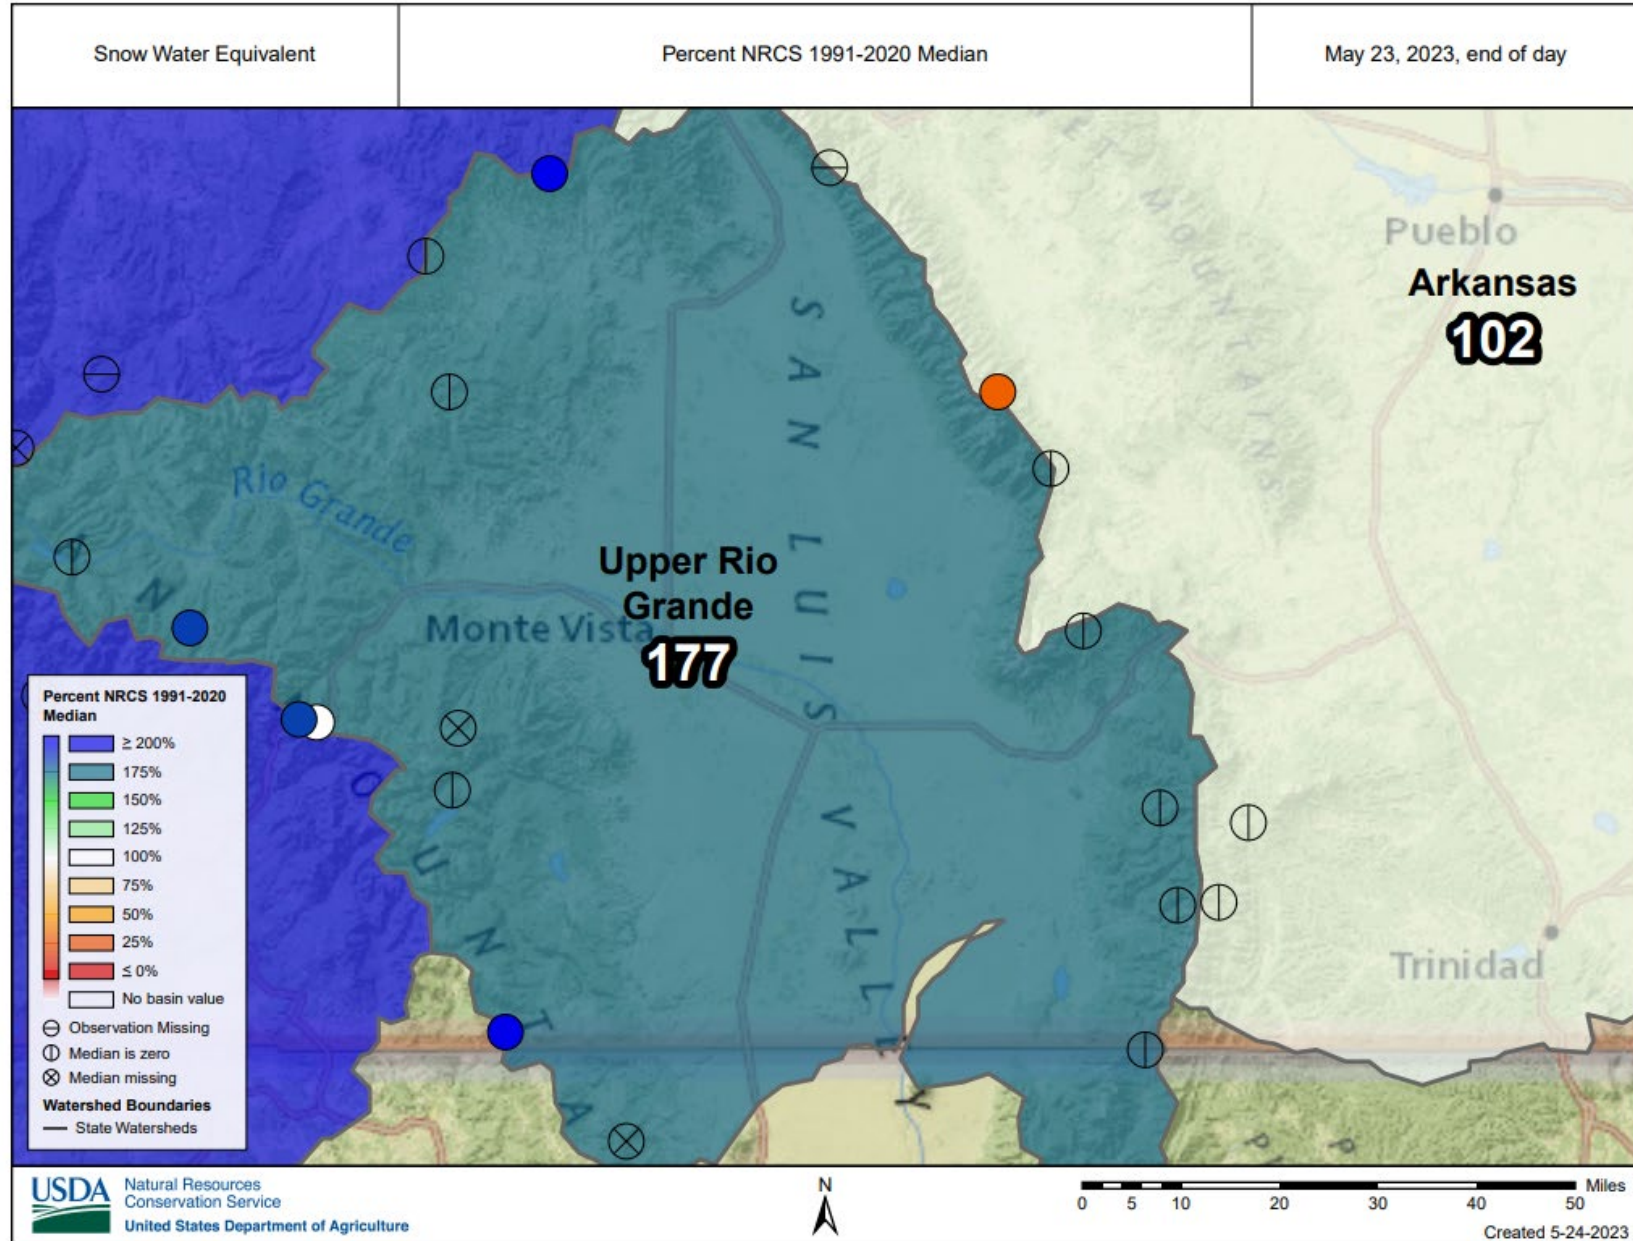 Snow Water Equivalent
Percent NRCS 1991-2020 Median
May 23, 2023, end of day
Pueblo
Arkansas
102
MOUNTAINS
SAN LUIS VALLEY
Rio Grande
Upper Rio
Grande
177
Monte Vista
Trinidad
Percent NRCS 1991-2020
Median
≥ 200%
175%
150%
125%
100%
75%
50%
25%
≤ 0%
No basin value
Observation Missing
Median is zero
Median missing
Watershed Boundaries
State Watersheds
USDA
Natural Resources
Conservation Service
United States Department of Agriculture
N
0 5 10 20 30 40 50 Miles
Created 5-24-2023